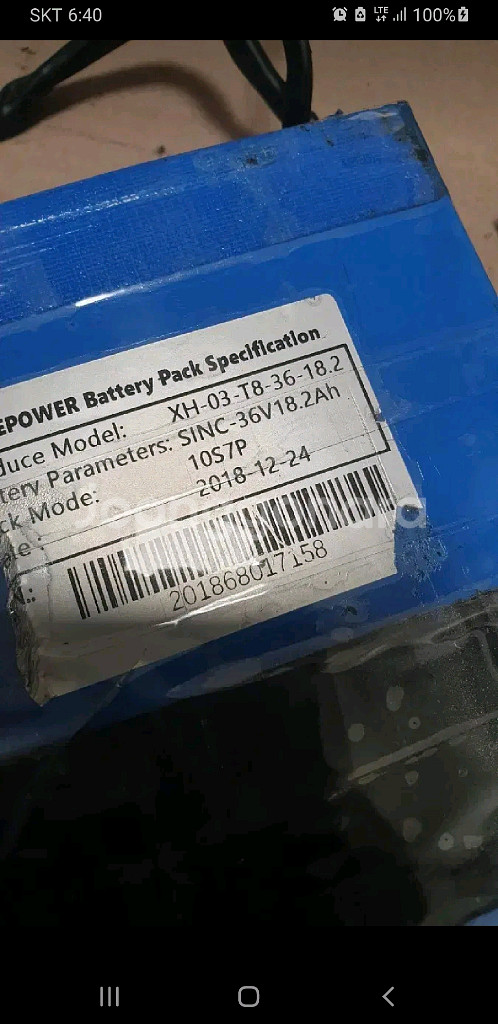 SKT 6:40
LTE
100%
EPOWER Battery Pack Specification
duce Model: XH-03-T8-36-18.2
tery Parameters: SINC-36V18.2Ah
ck Mode: 10S7P
2018-12-24
201868017158